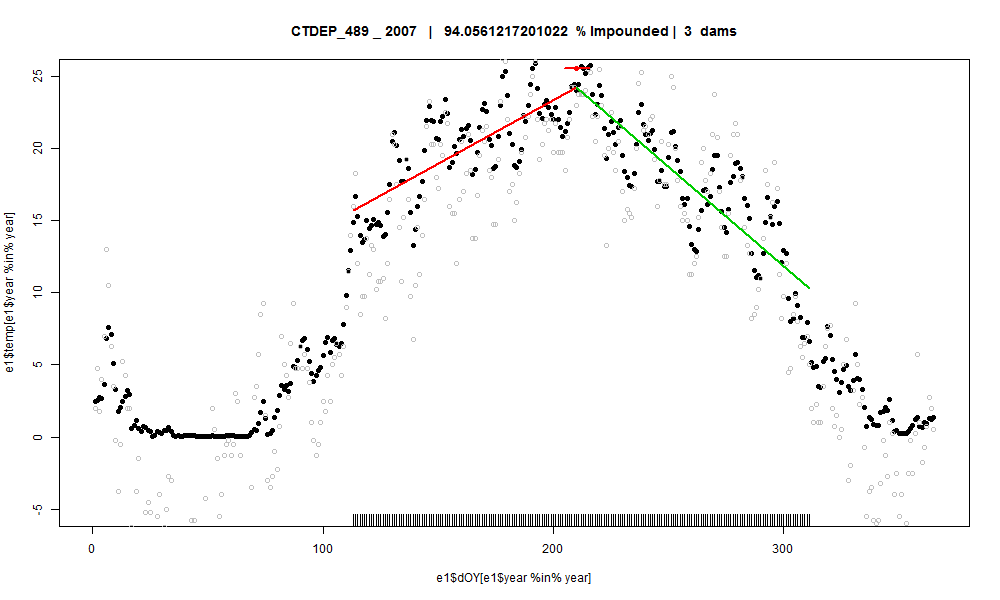 CTDEP_489 _ 2007 | 94.0561217201022 % Impounded | 3 dams
e1$temp[e1$year %in% year]
25
20
15
10
5
0
-5
0 100 200 300
e1$dOY[e1$year %in% year]